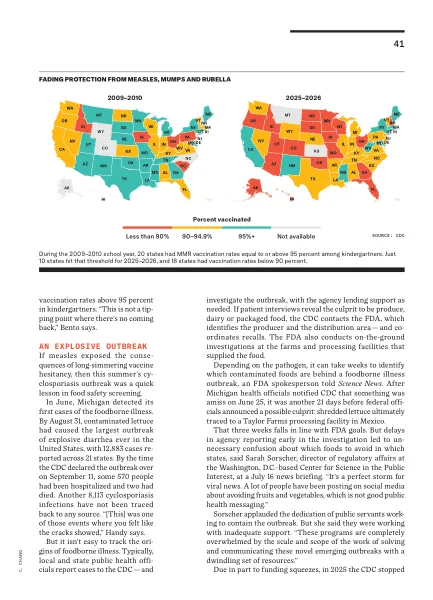 41
FADING PROTECTION FROM MEASLES, MUMPS AND RUBELLA
2009–2010
2025–2026
Percent vaccinated
Less than 90%
90–94.9%
95%+
Not available
SOURCE: CDC
During the 2009–2010 school year, 20 states had MMR vaccination rates equal to or above 95 percent among kindergartners. Just
10 states hit that threshold for 2025–2026, and 18 states had vaccination rates below 90 percent.
vaccination rates above 95 percent
in kindergartners. “This is not a tip-
ping point where there’s no coming
back,” Bento says.
AN EXPLOSIVE OUTBREAK
If measles exposed the conse-
quences of long-simmering vaccine
hesitancy, then this summer’s cy-
closporiasis outbreak was a quick
lesson in food safety screening.
In June, Michigan detected its
first cases of the foodborne illness.
By August 31, contaminated lettuce
had caused the largest outbreak
of explosive diarrhea ever in the
United States, with 12,883 cases re-
ported across 21 states. By the time
the CDC declared the outbreak over
on September 11, some 570 people
had been hospitalized and two had
died. Another 8,113 cyclosporiasis
infections have not been traced
back to any source. “[This] was one
of those events where you felt like
the cracks showed,” Handy says.
But it isn’t easy to track the ori-
gins of foodborne illness. Typically,
local and state public health offi-
cials report cases to the CDC — and
investigate the outbreak, with the agency lending support as
needed. If patient interviews reveal the culprit to be produce,
dairy or packaged food, the CDC contacts the FDA, which
identifies the producer and the distribution area — and co-
ordinates recalls. The FDA also conducts on-the-ground
investigations at the farms and processing facilities that
supplied the food.
Depending on the pathogen, it can take weeks to identify
which contaminated foods are behind a foodborne illness
outbreak, an FDA spokesperson told Science News. After
Michigan health officials notified CDC that something was
amiss on June 25, it was another 21 days before federal offi-
cials announced a possible culprit: shredded lettuce ultimately
traced to a Taylor Farms processing facility in Mexico.
That three weeks falls in line with FDA goals. But delays
in agency reporting early in the investigation led to un-
necessary confusion about which foods to avoid in which
states, said Sarah Sorscher, director of regulatory affairs at
the Washington, D.C.-based Center for Science in the Public
Interest, at a July 16 news briefing. “It’s a perfect storm for
viral news. A lot of people have been posting on social media
about avoiding fruits and vegetables, which is not good public
health messaging.”
Sorscher applauded the dedication of public servants work-
ing to contain the outbreak. But she said they were working
with inadequate support. “These programs are completely
overwhelmed by the scale and scope of the work of solving
and communicating these novel emerging outbreaks with a
dwindling set of resources.”
Due in part to funding squeezes, in 2025 the CDC stopped
C. CHANG